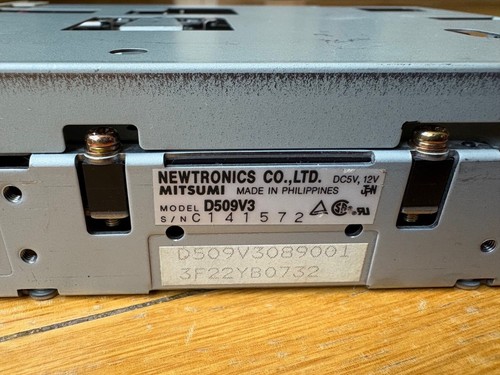 NEWTRONICS CO.,LTD. DC5V, 12V
MITSUMI MADE IN PHILIPPINES
MODEL D509V3
S/N C141572
D509V3089001
3F22YB0732